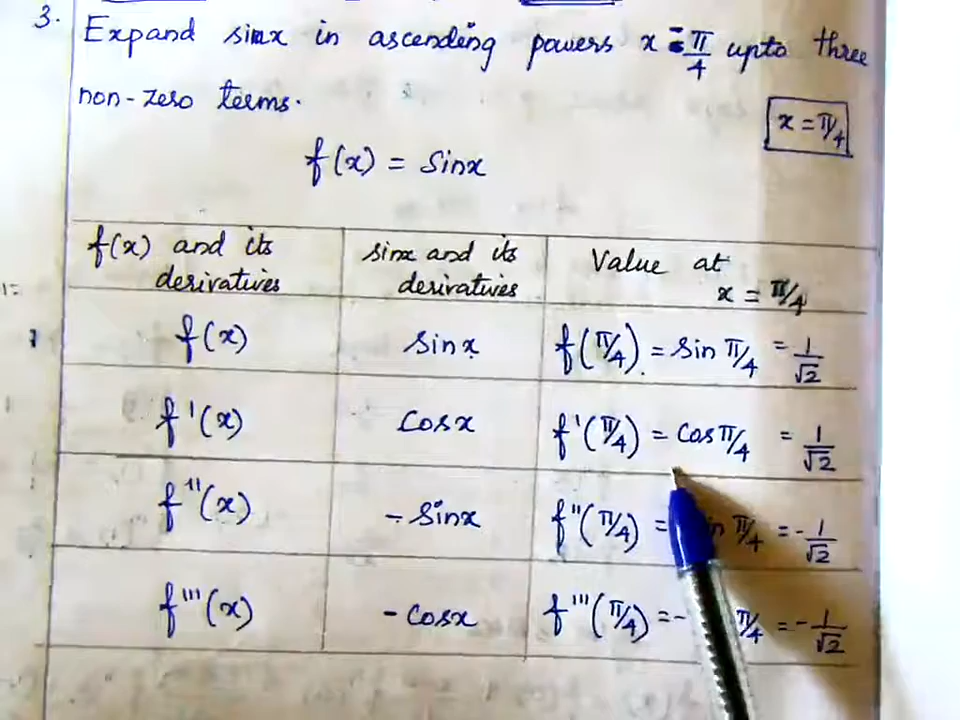 3. Expand sinx in ascending powers x = π/4 upto three
non-zero terms.
x = π/4
f(x) = Sinx
f(x) and its derivatives | sinx and its derivatives | Value at x = π/4
f(x) | sinx | f(π/4) = Sin π/4 = 1/√2
f'(x) | Cosx | f'(π/4) = Cos π/4 = 1/√2
f''(x) | - Sinx | f''(π/4) = π/4 = - 1/√2
f'''(x) | - Cosx | f'''(π/4) = - π/4 = - 1/√2